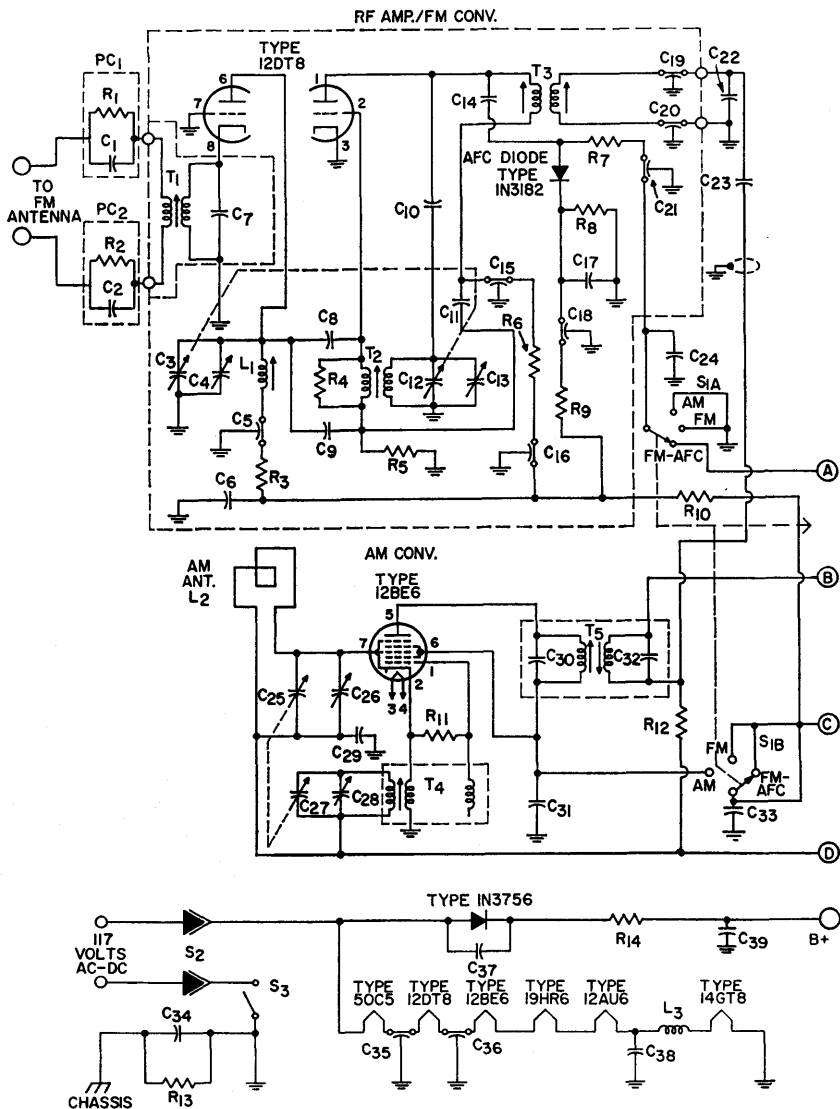 RF AMP./FM CONV.
PC1
R1
C1
TO
FM
ANTENNA
PC2
R2
C2
T1
TYPE
12DT8
6
7
8
C7
1
2
3
C14
T3
C19
C22
C20
C23
AFC DIODE
TYPE
IN3182
R7
C21
R8
C10
C17
C15
C11
R6
C18
C8
C3
C4
L1
R4
T2
C12
C13
R9
C24
S1A
AM
FM
FM-AFC
A
C5
C9
R5
C16
C6
R3
R10
AM
ANT.
L2
AM CONV.
TYPE
12BE6
5
7
6
1
2
3 4
B
T5
C30
C32
C25
C26
R11
R12
C29
T4
C27
C28
C31
FM
S1B
AM
FM-
AFC
C
C33
D
117
VOLTS
AC-DC
S2
TYPE IN3756
C37
R14
C39
B+
S3
C34
R13
CHASSIS
TYPE
50C5
TYPE
12DT8
TYPE
12BE6
TYPE
19HR6
TYPE
12AU6
L3
TYPE
14GT8
C35
C36
C38